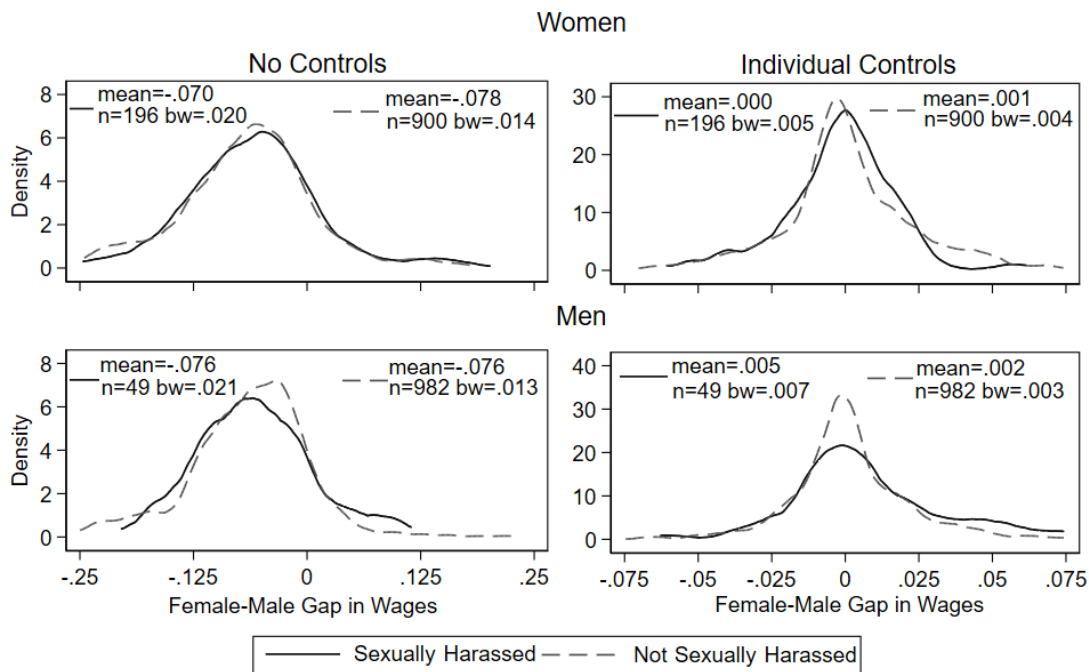 Women
No Controls
Individual Controls
mean=-.070
n=196 bw=.020
mean=-.078
n=900 bw=.014
Density
8
6
4
2
0
mean=.000
n=196 bw=.005
mean=.001
n=900 bw=.004
30
20
10
0
Men
mean=-.076
n=49 bw=.021
mean=-.076
n=982 bw=.013
Density
8
6
4
2
0
-.25 -.125 0 .125 .25
Female-Male Gap in Wages
mean=.005
n=49 bw=.007
mean=.002
n=982 bw=.003
40
30
20
10
0
-.075 -.05 -.025 0 .025 .05 .075
Female-Male Gap in Wages
Sexually Harassed Not Sexually Harassed